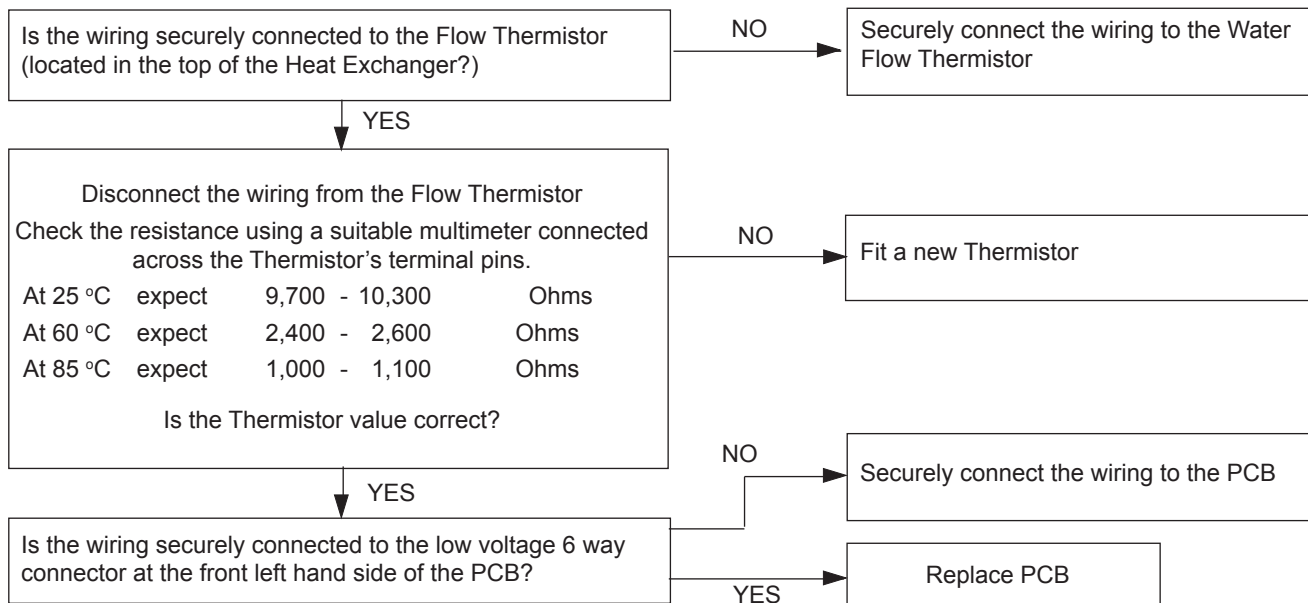 Is the wiring securely connected to the Flow Thermistor
(located in the top of the Heat Exchanger?)
NO
Securely connect the wiring to the Water
Flow Thermistor
YES
Disconnect the wiring from the Flow Thermistor
Check the resistance using a suitable multimeter connected
across the Thermistor's terminal pins.
At 25 °C expect 9,700 - 10,300 Ohms
At 60 °C expect 2,400 - 2,600 Ohms
At 85 °C expect 1,000 - 1,100 Ohms
Is the Thermistor value correct?
NO
Fit a new Thermistor
YES
NO
Securely connect the wiring to the PCB
Is the wiring securely connected to the low voltage 6 way
connector at the front left hand side of the PCB?
YES
Replace PCB